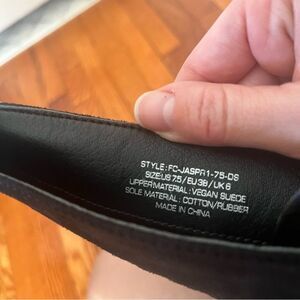 STYLE: FC-JASPR1-75-DS
SIZE:US 7.5 / EU 38 / UK 6
UPPER MATERIAL: VEGAN SUEDE
SOLE MATERIAL: COTTON/RUBBER
MADE IN CHINA